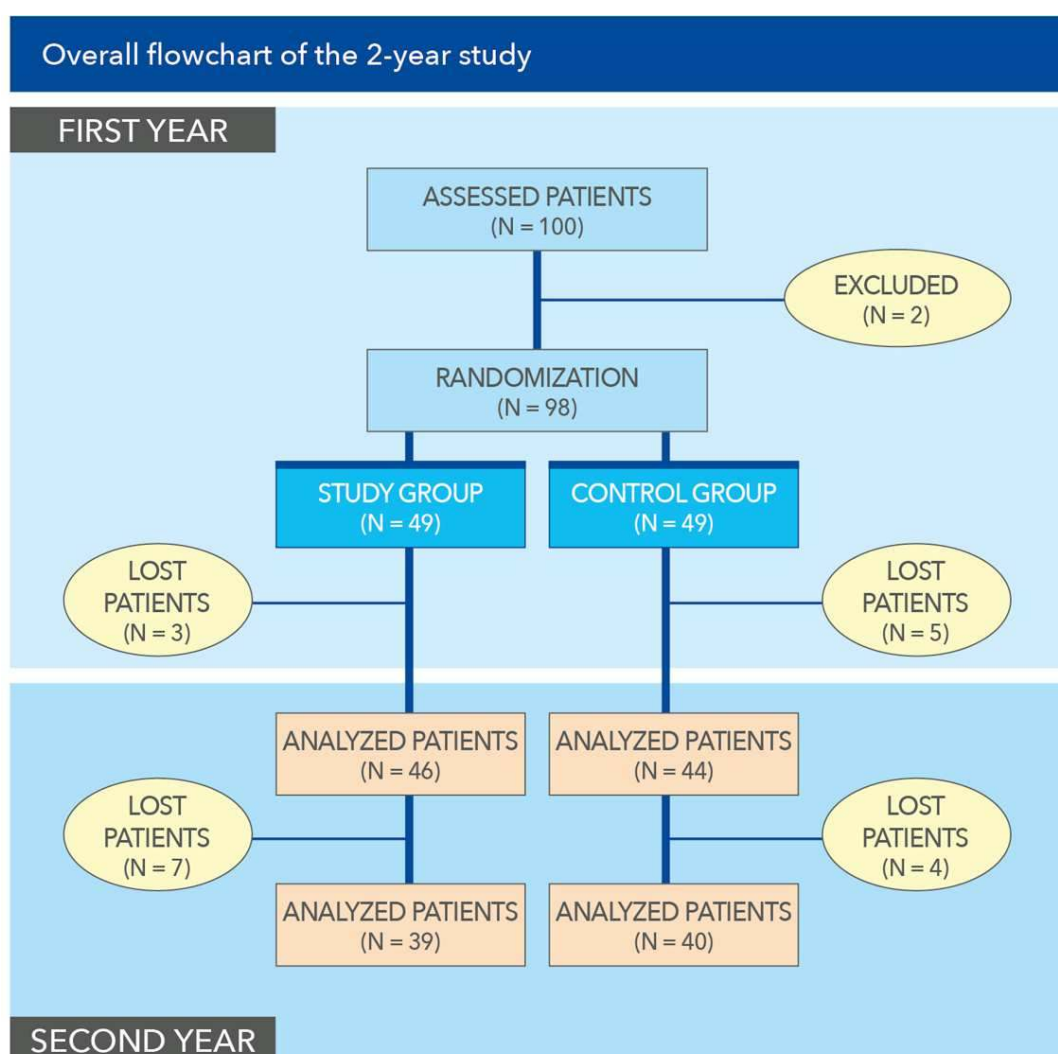 Overall flowchart of the 2-year study
FIRST YEAR
ASSESSED PATIENTS
(N = 100)
EXCLUDED
(N = 2)
RANDOMIZATION
(N = 98)
STUDY GROUP
(N = 49)
CONTROL GROUP
(N = 49)
LOST
PATIENTS
(N = 3)
LOST
PATIENTS
(N = 5)
ANALYZED PATIENTS
(N = 46)
ANALYZED PATIENTS
(N = 44)
LOST
PATIENTS
(N = 7)
LOST
PATIENTS
(N = 4)
ANALYZED PATIENTS
(N = 39)
ANALYZED PATIENTS
(N = 40)
SECOND YEAR